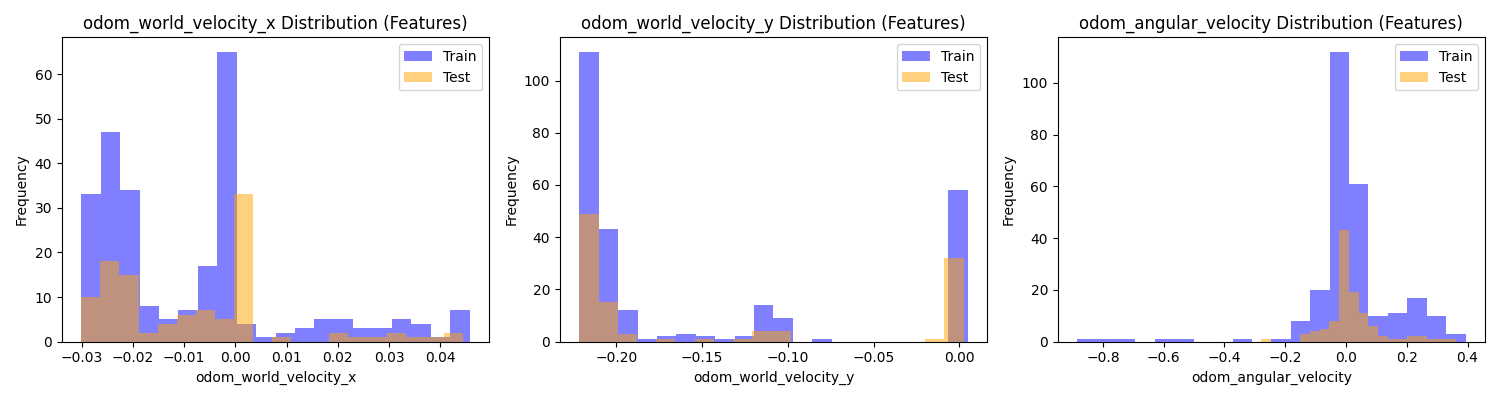 odom_world_velocity_x Distribution (Features)
Train
Test
Frequency
60
50
40
30
20
10
0
−0.03 −0.02 −0.01 0.00 0.01 0.02 0.03 0.04
odom_world_velocity_x
odom_world_velocity_y Distribution (Features)
Train
Test
Frequency
100
80
60
40
20
0
−0.20 −0.15 −0.10 −0.05 0.00
odom_world_velocity_y
odom_angular_velocity Distribution (Features)
Train
Test
Frequency
100
80
60
40
20
0
−0.8 −0.6 −0.4 −0.2 0.0 0.2 0.4
odom_angular_velocity